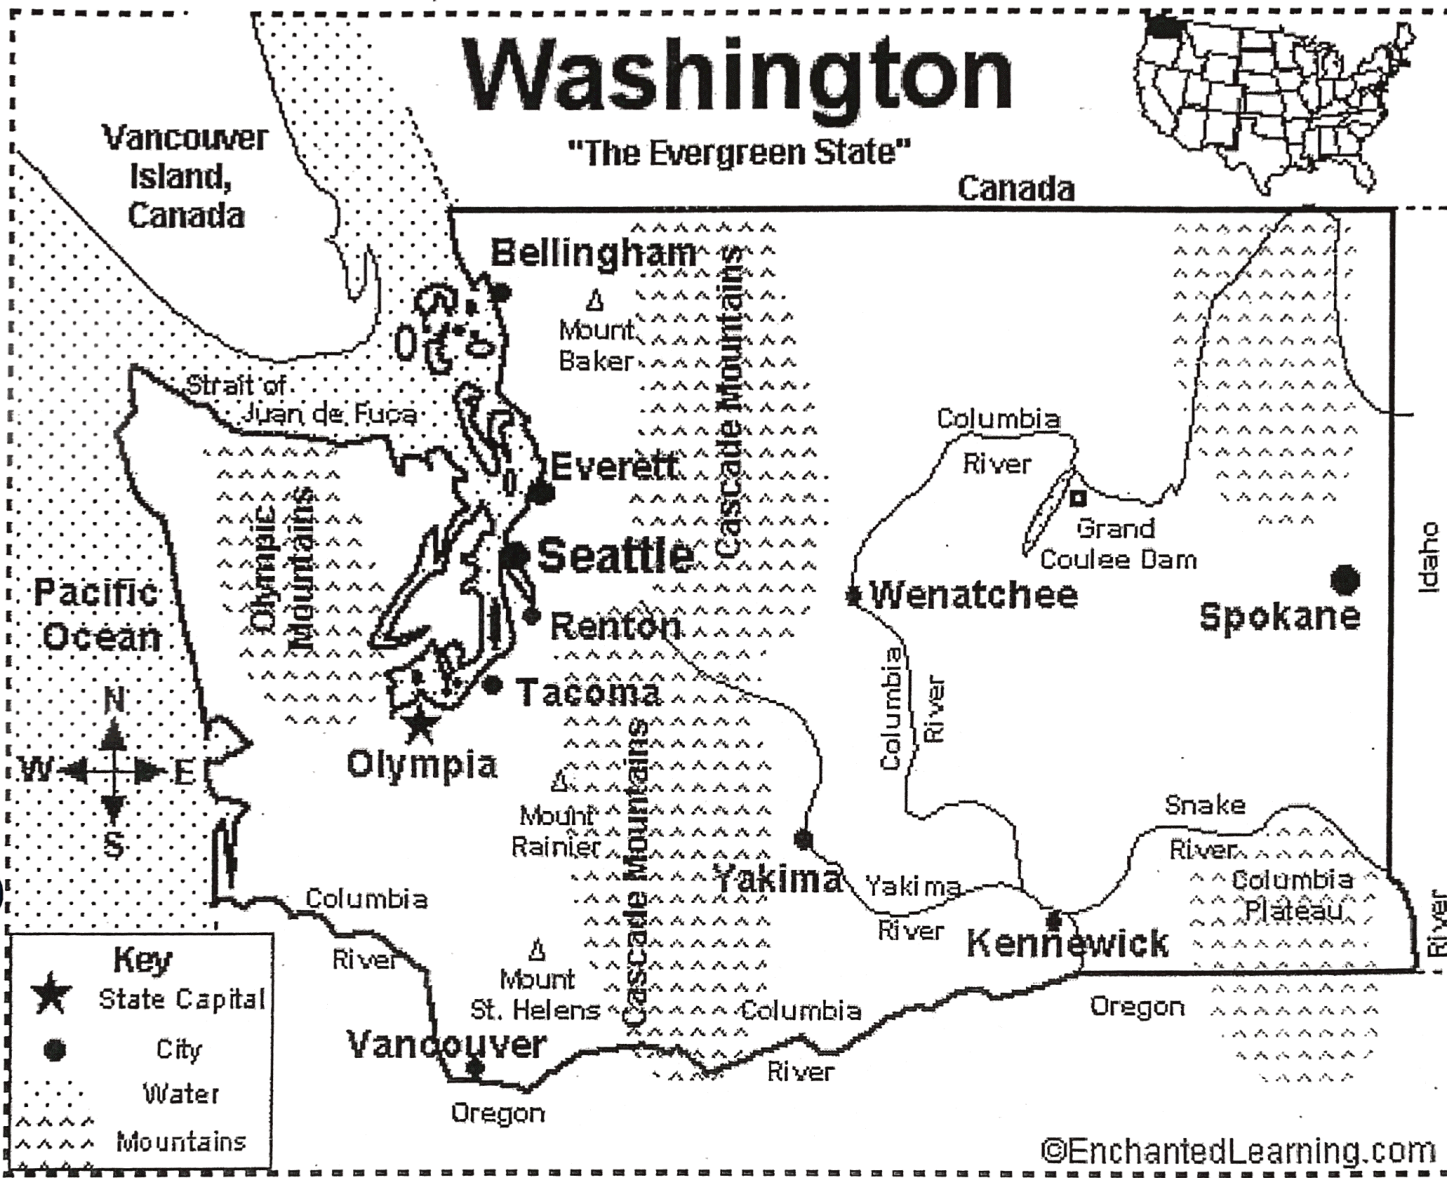 Washington
"The Evergreen State"
Vancouver
Island,
Canada
Canada
Bellingham
Mount
Baker
Cascade Mountains
Strait of
Juan de Fuca
Columbia
River
Everett
Olympic
Mountains
Grand
Coulee Dam
Idaho
Seattle
Pacific
Ocean
Wenatchee
Spokane
Renton
Columbia
River
Tacoma
N
W
E
S
Olympia
Cascade Mountains
Mount
Rainier
Snake
River
Yakima
Yakima
River
Columbia
Plateau
River
Columbia
River
Kennewick
Key
State Capital
City
Water
Mountains
Mount
St. Helens
Columbia
River
Oregon
Vancouver
Oregon
©EnchantedLearning.com